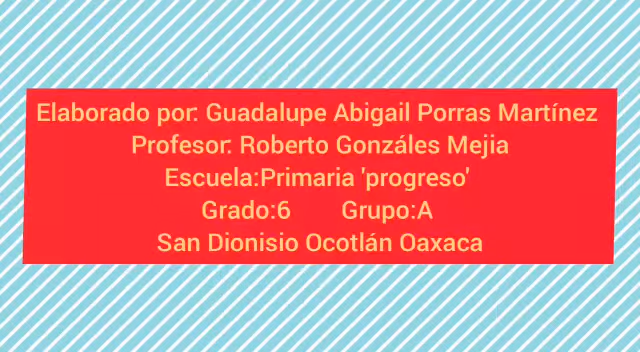 Elaborado por: Guadalupe Abigail Porras Martínez
Profesor: Roberto Gonzáles Mejia
Escuela:Primaria 'progreso'
Grado:6 Grupo:A
San Dionisio Ocotlán Oaxaca